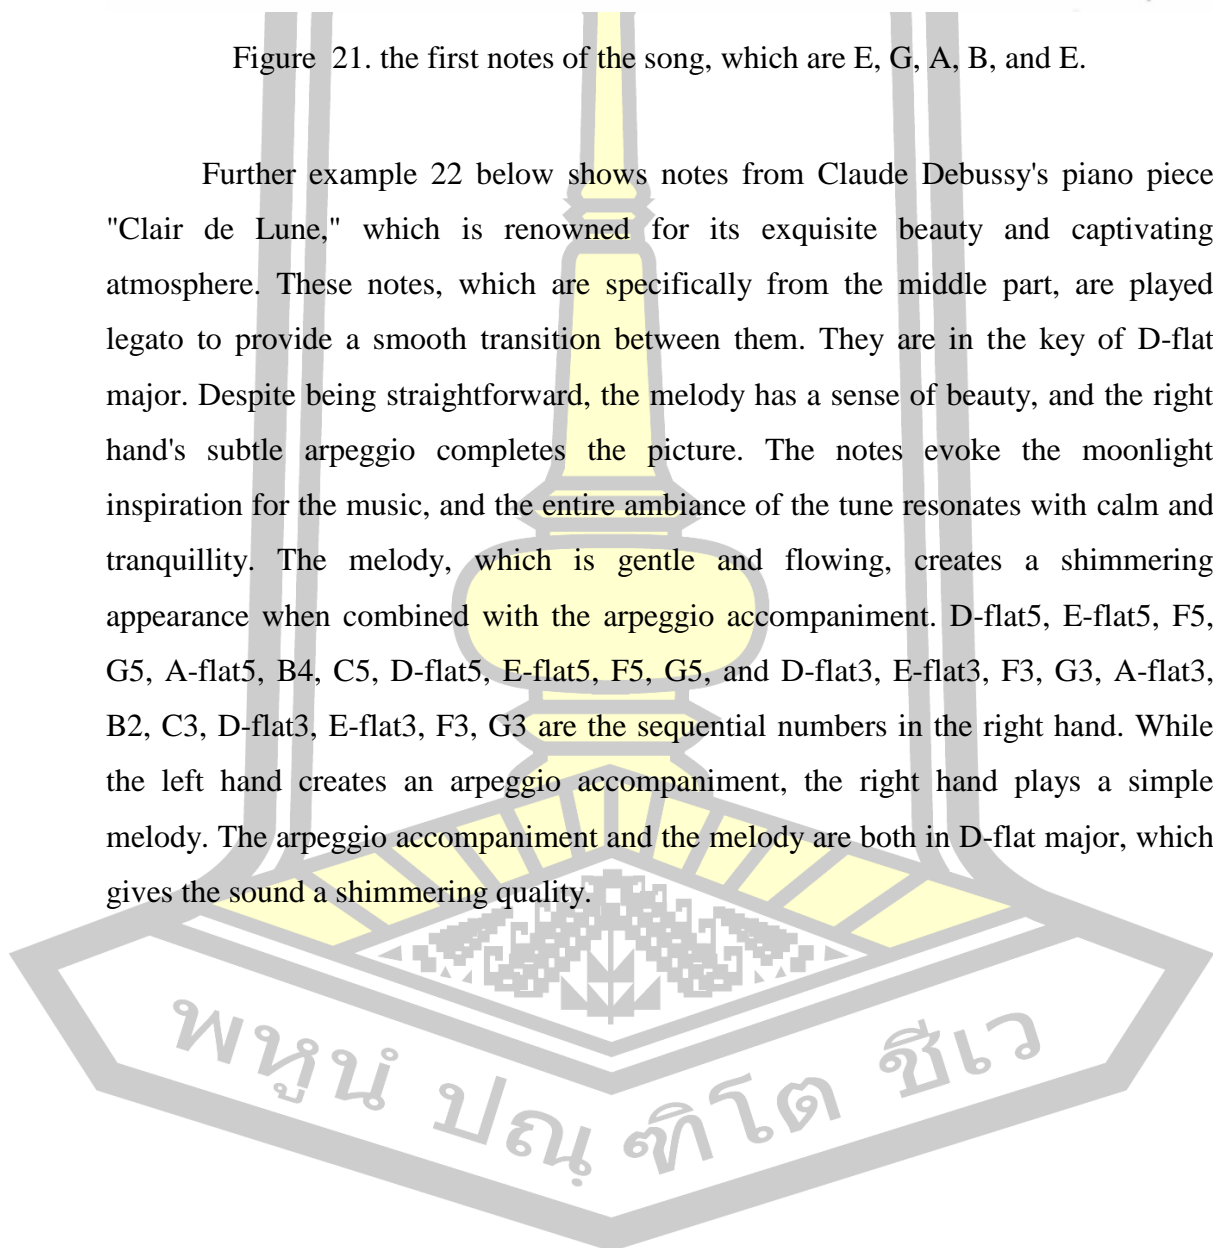 Figure  21. the first notes of the song, which are E, G, A, B, and E.
Further example 22 below shows notes from Claude Debussy's piano piece
"Clair de Lune," which is renowned for its exquisite beauty and captivating
atmosphere. These notes, which are specifically from the middle part, are played
legato to provide a smooth transition between them. They are in the key of D-flat
major. Despite being straightforward, the melody has a sense of beauty, and the right
hand's subtle arpeggio completes the picture. The notes evoke the moonlight
inspiration for the music, and the entire ambiance of the tune resonates with calm and
tranquillity. The melody, which is gentle and flowing, creates a shimmering
appearance when combined with the arpeggio accompaniment. D-flat5, E-flat5, F5,
G5, A-flat5, B4, C5, D-flat5, E-flat5, F5, G5, and D-flat3, E-flat3, F3, G3, A-flat3,
B2, C3, D-flat3, E-flat3, F3, G3 are the sequential numbers in the right hand. While
the left hand creates an arpeggio accompaniment, the right hand plays a simple
melody. The arpeggio accompaniment and the melody are both in D-flat major, which
gives the sound a shimmering quality.
พหูนํ ปณฺฑิโต ชีเว